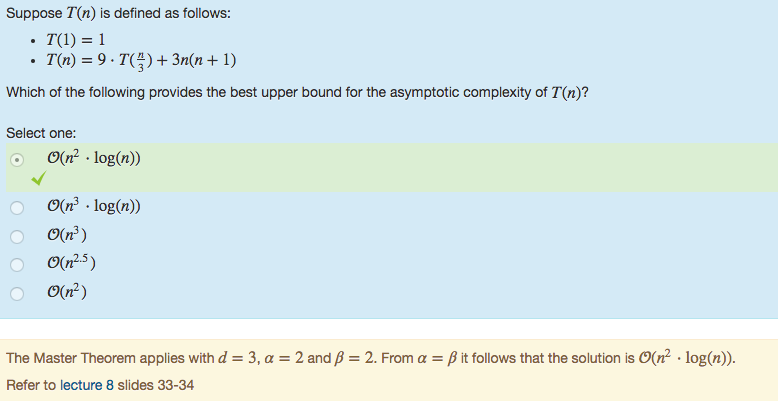 Suppose T(n) is defined as follows:
• T(1) = 1
• T(n) = 9 · T(n/3) + 3n(n + 1)
Which of the following provides the best upper bound for the asymptotic complexity of T(n)?
Select one:
𝒪(n² · log(n))
𝒪(n³ · log(n))
𝒪(n³)
𝒪(n²·⁵)
𝒪(n²)
The Master Theorem applies with d = 3, α = 2 and β = 2. From α = β it follows that the solution is 𝒪(n² · log(n)).
Refer to lecture 8 slides 33-34